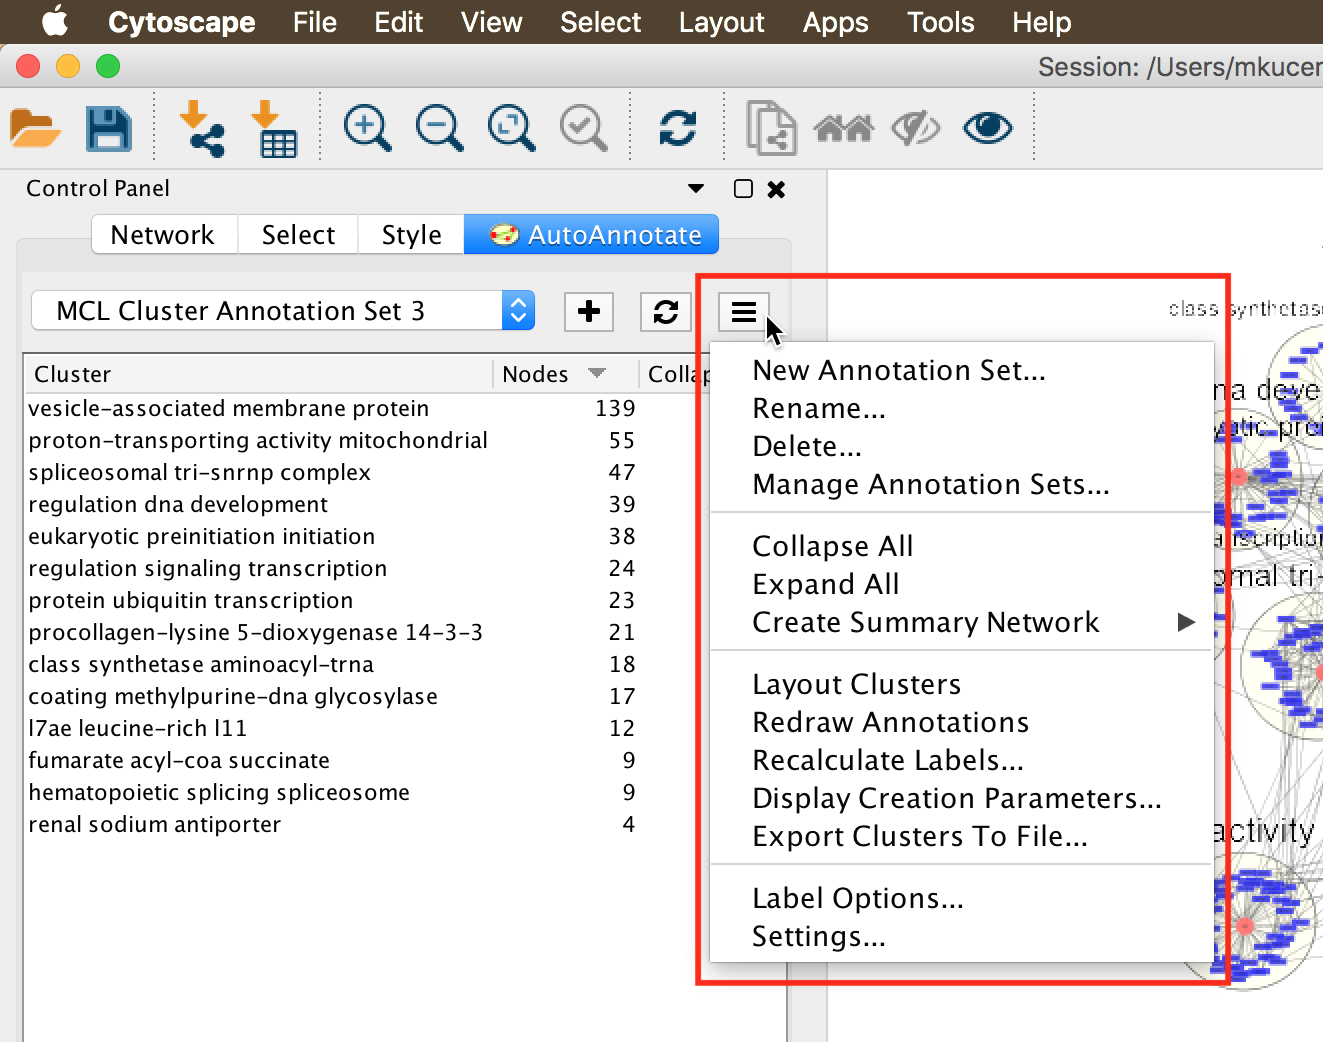 Cytoscape File Edit View Select Layout Apps Tools Help
Session: /Users/mkucer
Control Panel
Network Select Style AutoAnnotate
MCL Cluster Annotation Set 3
Cluster Nodes Collap
vesicle-associated membrane protein 139
proton-transporting activity mitochondrial 55
spliceosomal tri-snrnp complex 47
regulation dna development 39
eukaryotic preinitiation initiation 38
regulation signaling transcription 24
protein ubiquitin transcription 23
procollagen-lysine 5-dioxygenase 14-3-3 21
class synthetase aminoacyl-trna 18
coating methylpurine-dna glycosylase 17
l7ae leucine-rich l11 12
fumarate acyl-coa succinate 9
hematopoietic splicing spliceosome 9
renal sodium antiporter 4
New Annotation Set...
Rename...
Delete...
Manage Annotation Sets...
Collapse All
Expand All
Create Summary Network
Layout Clusters
Redraw Annotations
Recalculate Labels...
Display Creation Parameters...
Export Clusters To File...
Label Options...
Settings...
class synthetase
na deve
yotic prei
nscription
omal tri-
activity